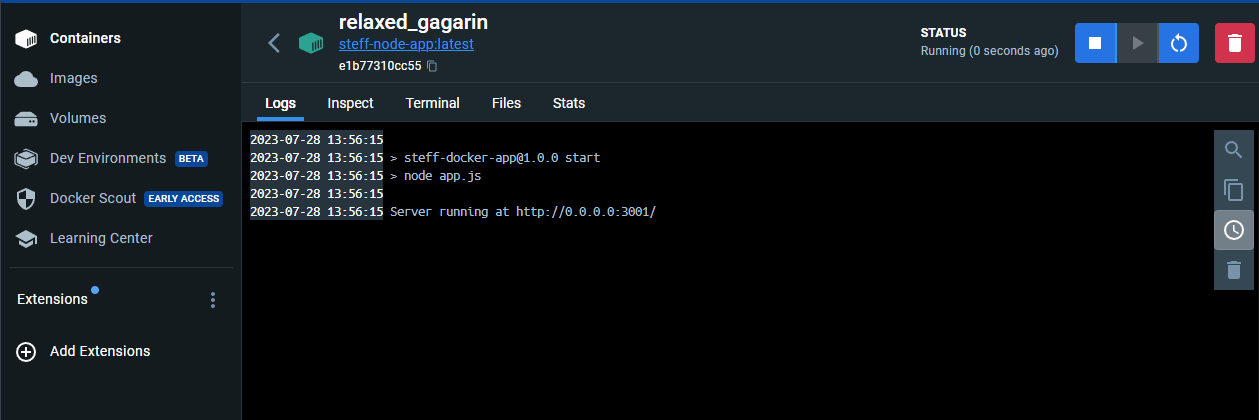 Containers
Images
Volumes
Dev Environments BETA
Docker Scout EARLY ACCESS
Learning Center
Extensions
Add Extensions
relaxed_gagarin
steff-node-app:latest
e1b77310cc55
STATUS
Running (0 seconds ago)
Logs Inspect Terminal Files Stats
2023-07-28 13:56:15
2023-07-28 13:56:15 > steff-docker-app@1.0.0 start
2023-07-28 13:56:15 > node app.js
2023-07-28 13:56:15
2023-07-28 13:56:15 Server running at http://0.0.0.0:3001/